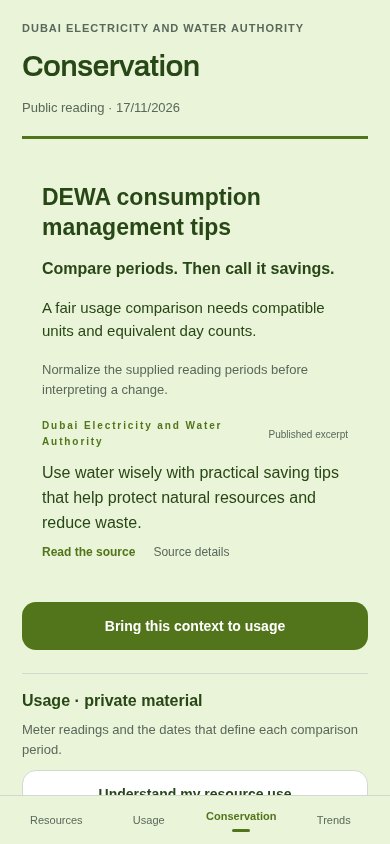 DUBAI ELECTRICITY AND WATER AUTHORITY
Conservation
Public reading · 17/11/2026
DEWA consumption
management tips
Compare periods. Then call it savings.
A fair usage comparison needs compatible
units and equivalent day counts.
Normalize the supplied reading periods before
interpreting a change.
Dubai Electricity and Water
Authority
Published excerpt
Use water wisely with practical saving tips
that help protect natural resources and
reduce waste.
Read the source Source details
Bring this context to usage
Usage · private material
Meter readings and the dates that define each comparison
period.
Understand my resource use
Resources Usage Conservation Trends